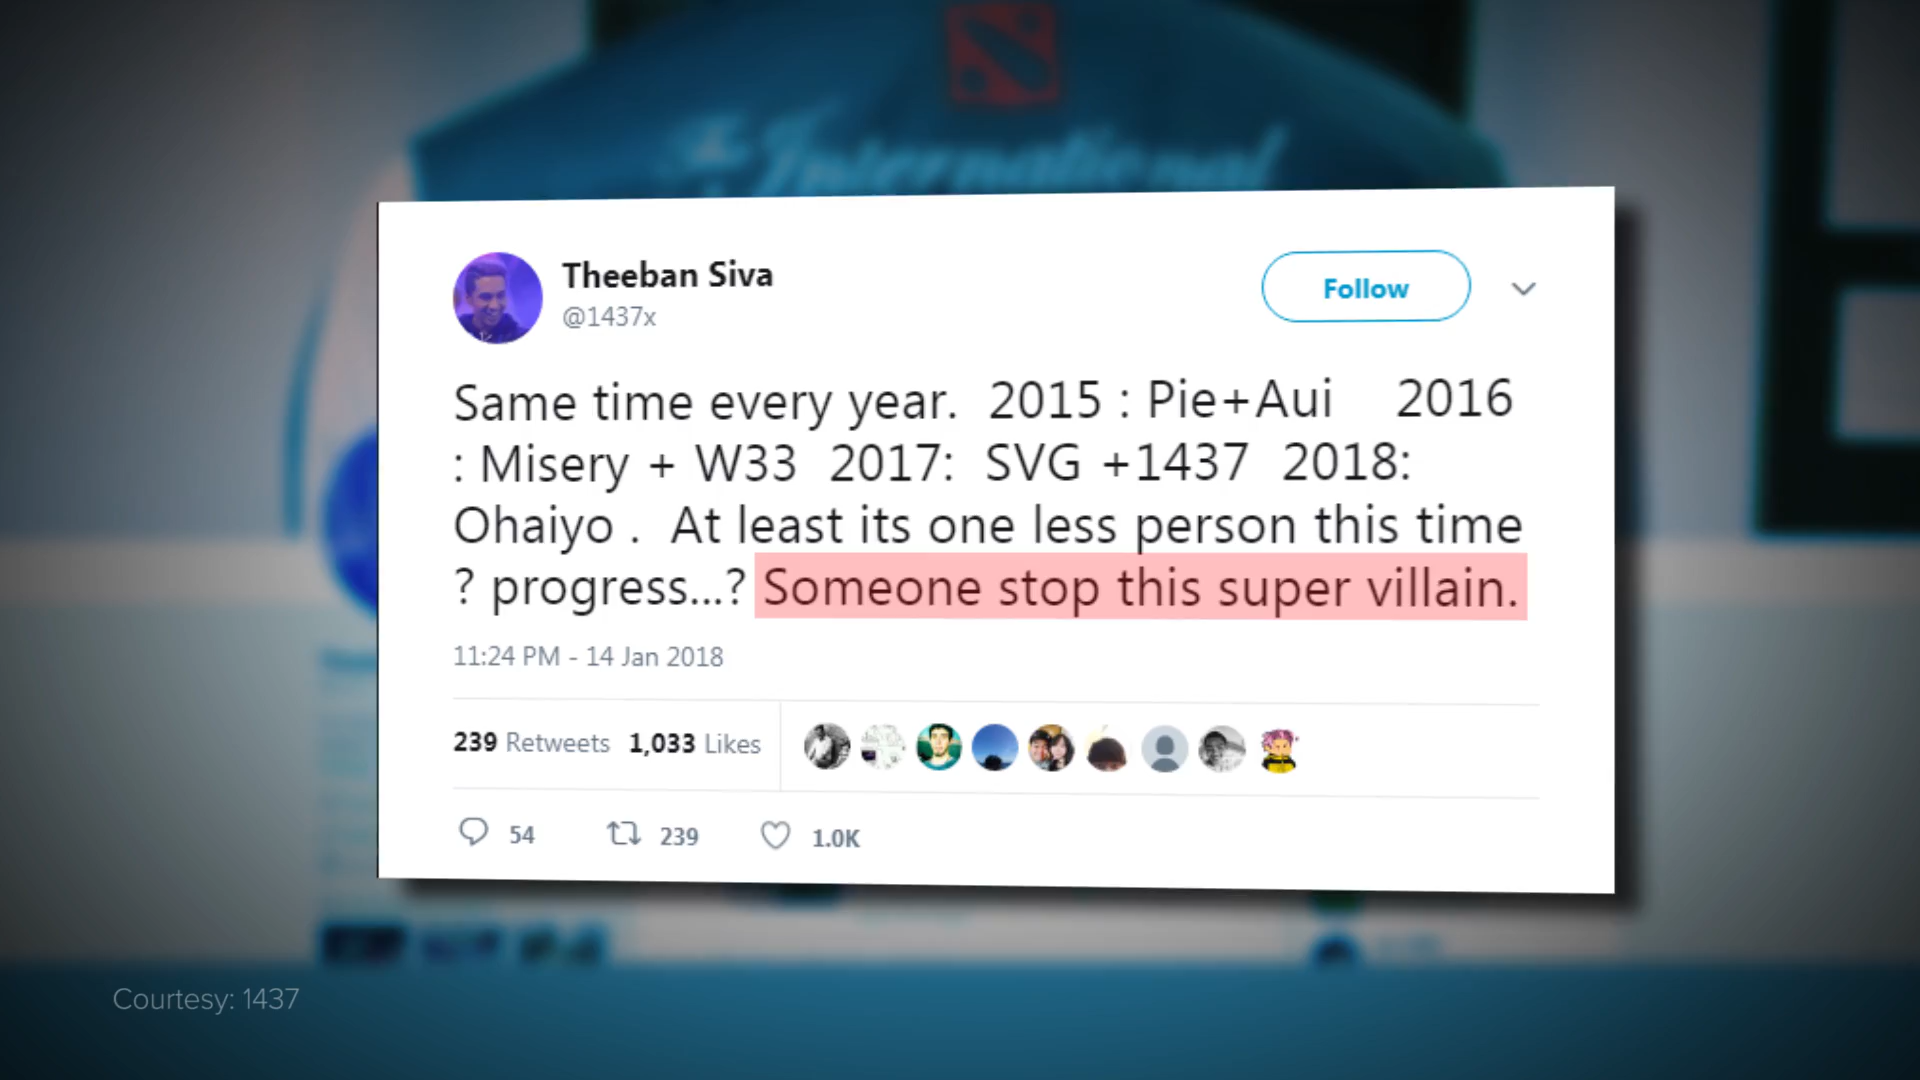 The International
Theeban Siva
@1437x
Follow
Same time every year.  2015 : Pie+Aui    2016
: Misery + W33  2017:  SVG +1437  2018:
Ohaiyo .  At least its one less person this time
? progress...? Someone stop this super villain.
11:24 PM - 14 Jan 2018
239 Retweets 1,033 Likes
54 239 1.0K
Courtesy: 1437